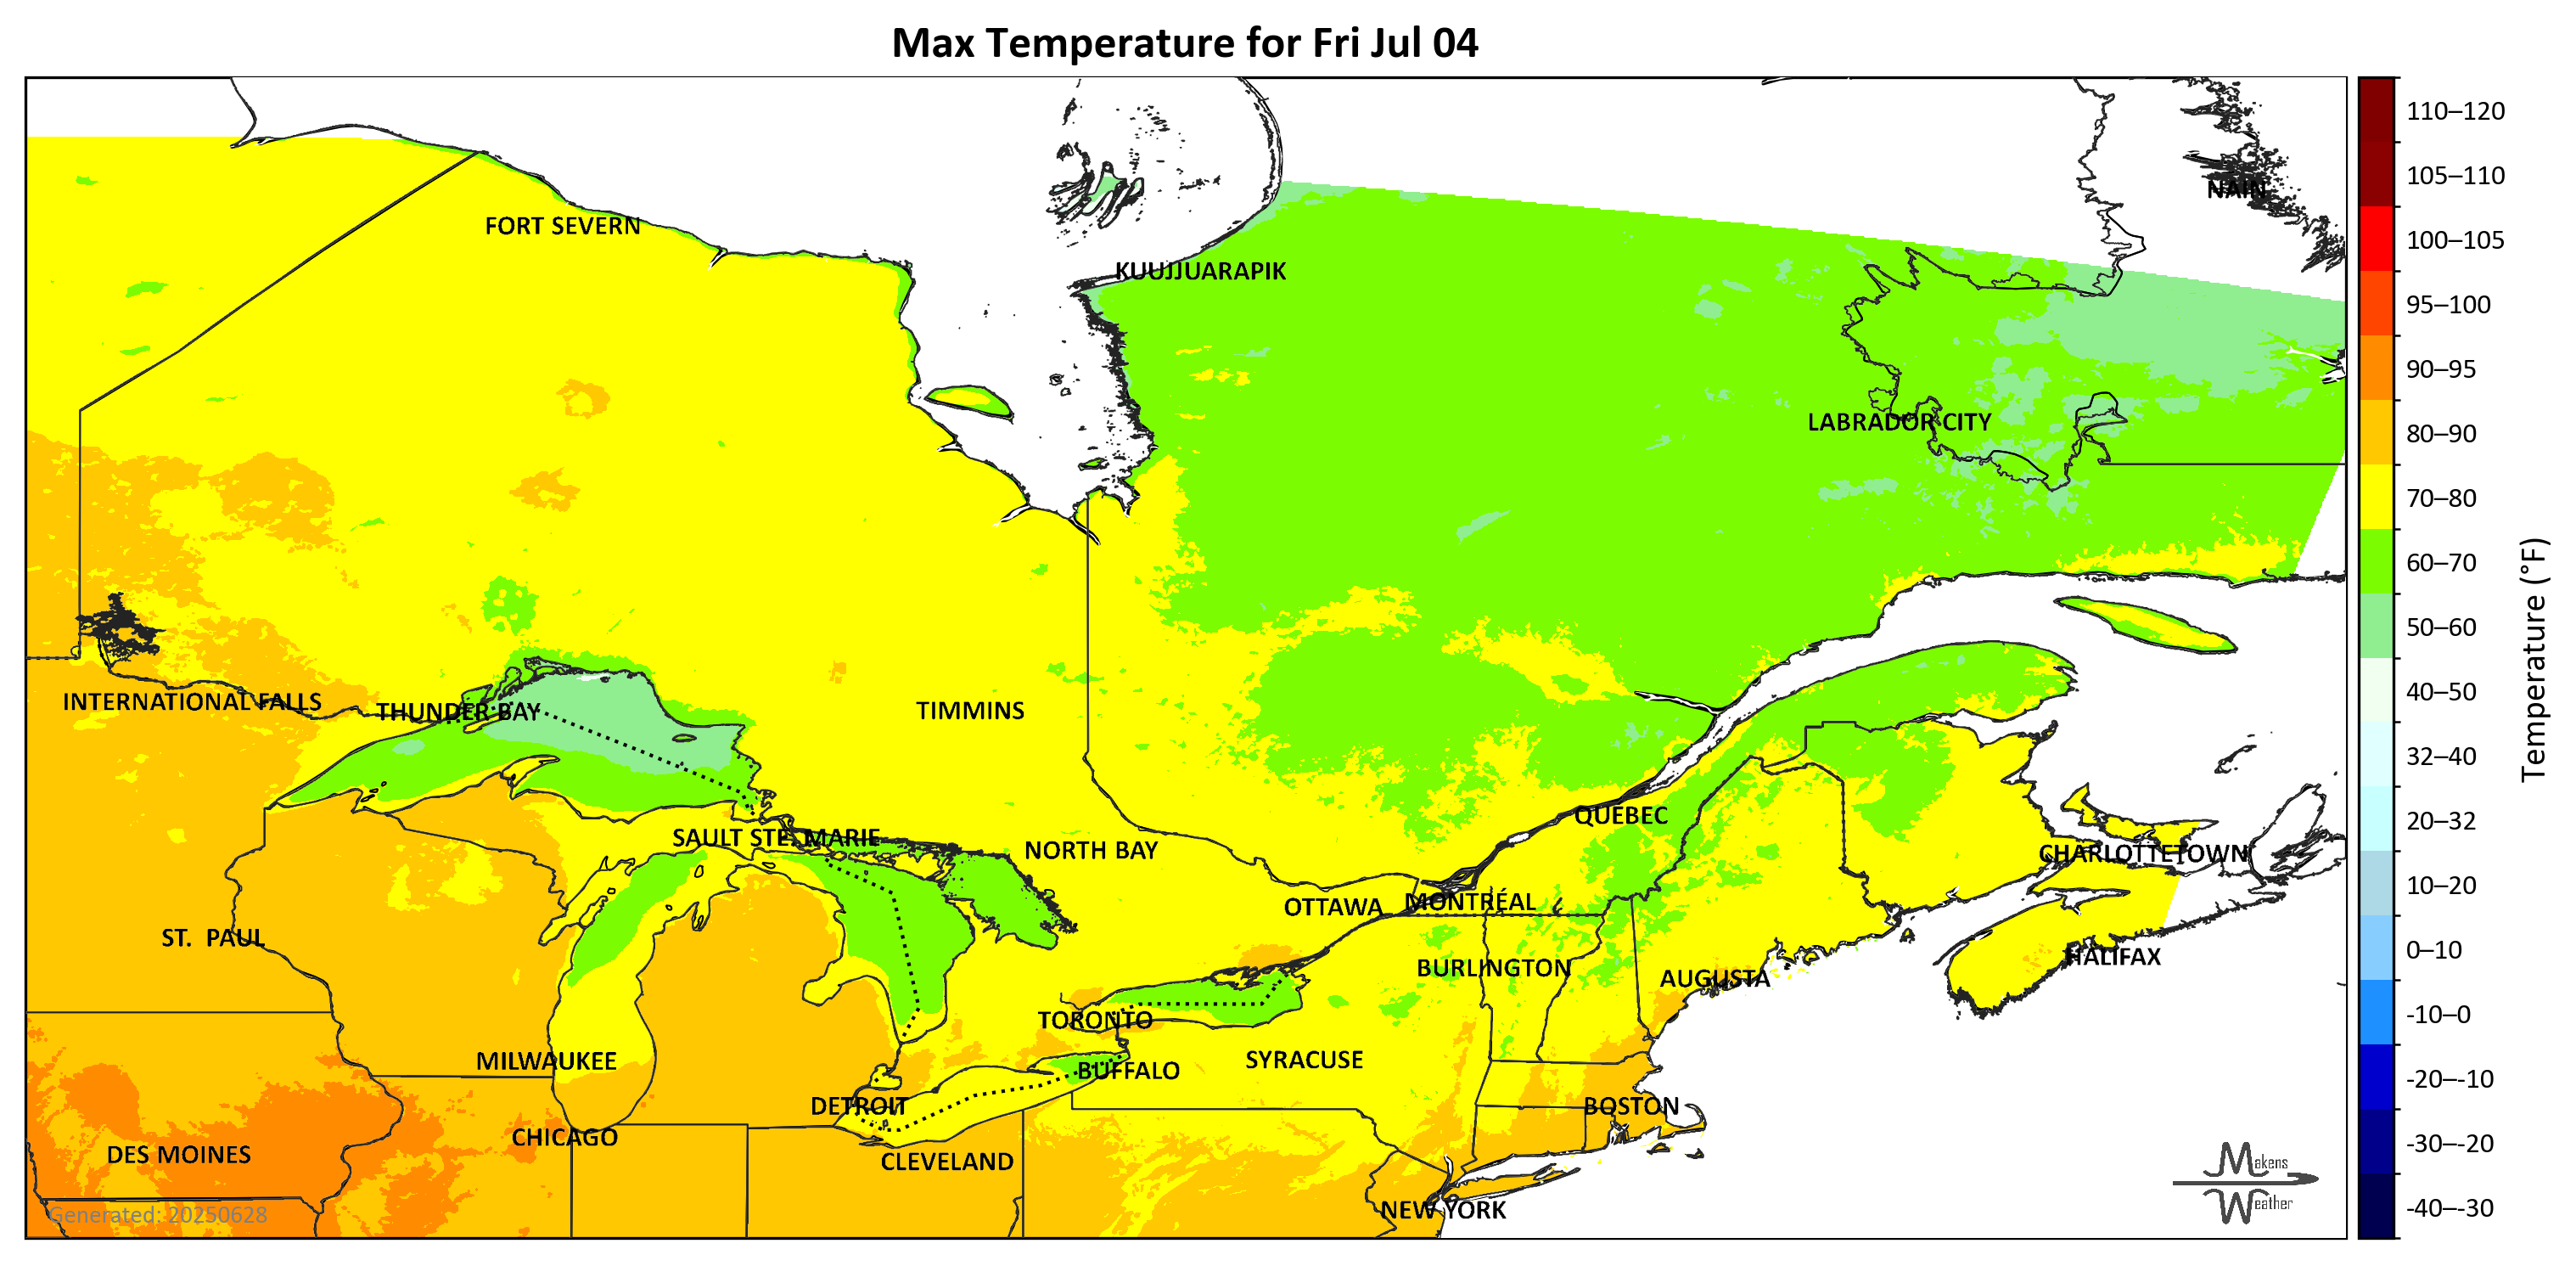 Max Temperature for Fri Jul 04
FORT SEVERN
KUUJJUARAPIK
NAIN
LABRADOR CITY
INTERNATIONAL FALLS
THUNDER BAY
TIMMINS
SAULT STE. MARIE
NORTH BAY
QUÉBEC
CHARLOTTETOWN
OTTAWA
MONTRÉAL
ST. PAUL
BURLINGTON
AUGUSTA
HALIFAX
TORONTO
MILWAUKEE
BUFFALO
SYRACUSE
DETROIT
BOSTON
CHICAGO
DES MOINES
CLEVELAND
NEW YORK
Generated: 20250628
Makens
Weather
110–120
105–110
100–105
95–100
90–95
80–90
70–80
60–70
50–60
40–50
32–40
20–32
10–20
0–10
-10–0
-20–-10
-30–-20
-40–-30
Temperature (°F)